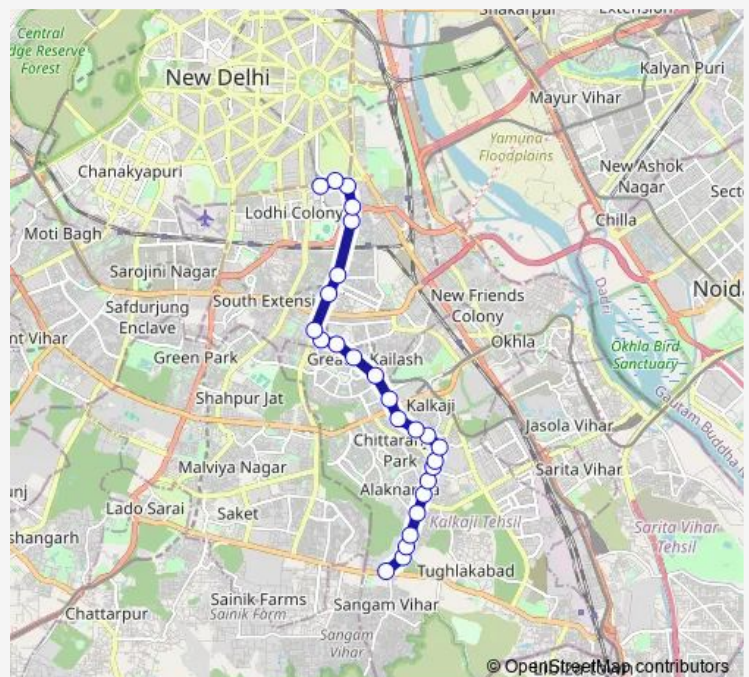 Shakarpur
Extension
Central
dge Reserve
Forest
New Delhi
Kalyan Puri
Mayur Vihar
Yamuna
Floodplains
Chanakyapuri
New Ashok
Nagar
Sect
Lodhi Colony
Chilla
Moti Bagh
Sarojini Nagar
Dadri
Noida
South Extensi
New Friends
Colony
Safdurjung
Enclave
nt Vihar
Green Park
Great
Kailash
Okhla
Okhla Bird
Sanctuary
Shahpur Jat
Kalkaji
Gautam Buddha
Jasola Vihar
Chittaran
Park
Malviya Nagar
Sarita Vihar
Alaknanda
unj
Lado Sarai
Saket
Kalkaji Tehsil
Sarita Vihar
Tehsil
shangarh
Tughlakabad
Sainik Farms
Sainik Farm
Sangam Vihar
Chattarpur
Sangam
Vihar
© OpenStreetMap contributors